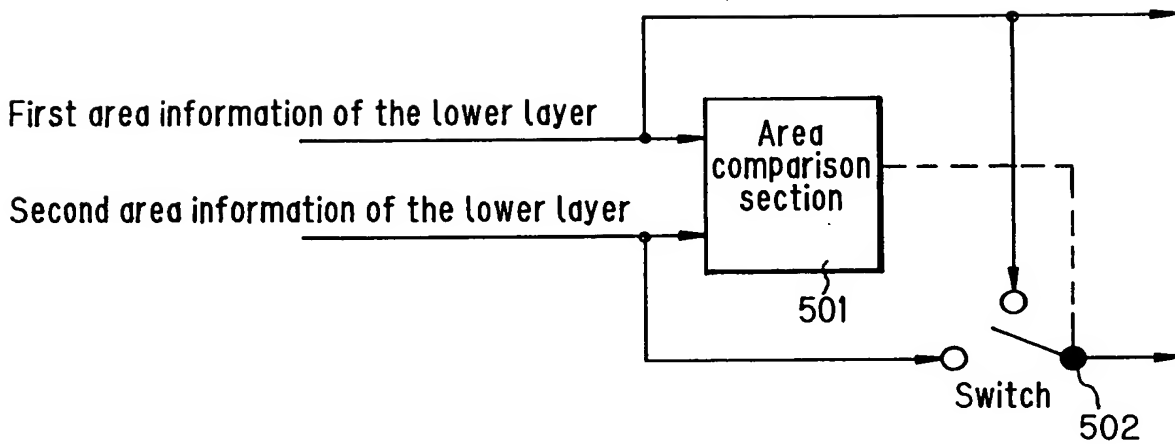 First area information of the lower layer
Area
comparison
section
Second area information of the lower layer
501
Switch
502